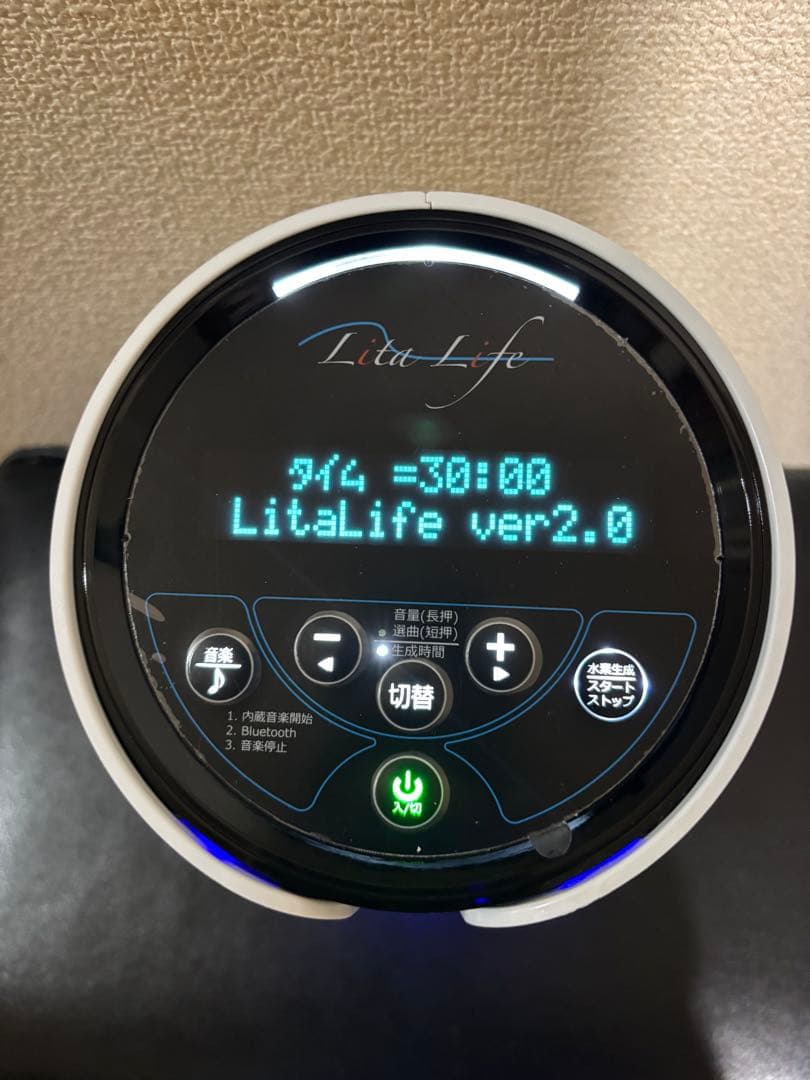 Lita Life
ﾀｲﾑ =30:00
LitaLife ver2.0
音量(長押)
選曲(短押)
生成時間
−
+
音楽
切替
水素生成
スタート
ストップ
1. 内蔵音楽開始
2. Bluetooth
3. 音楽停止
入/切